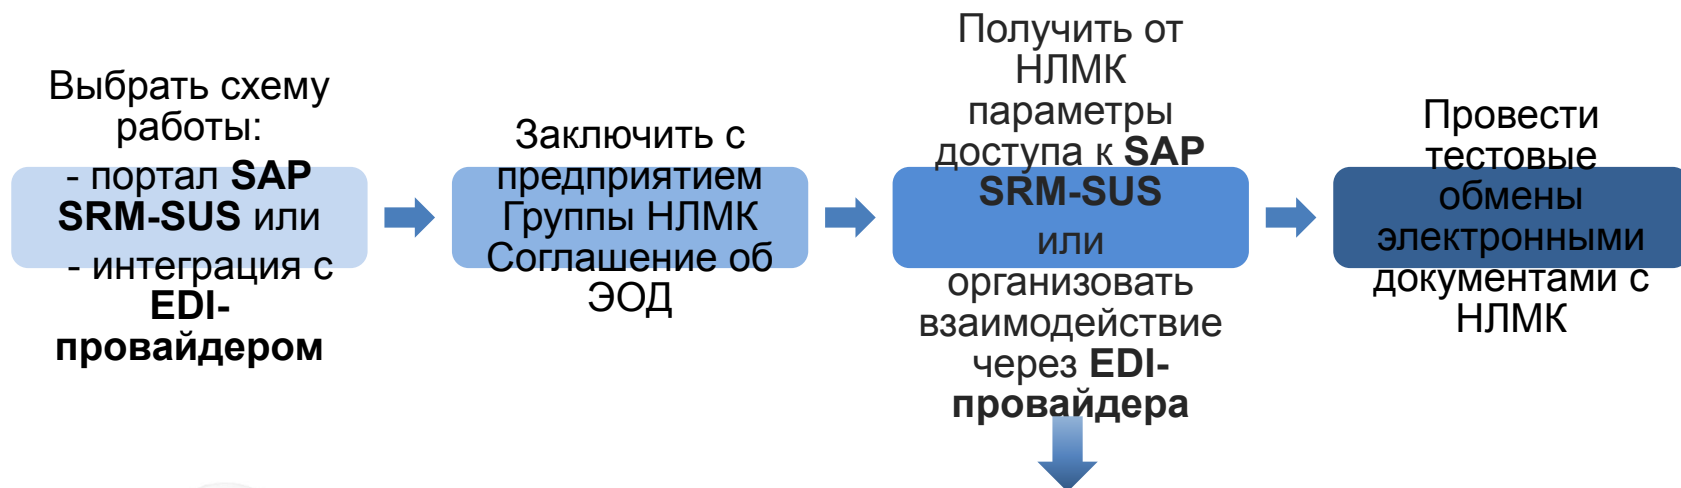 Выбрать схему
работы:
- портал SAP
SRM-SUS или
- интеграция с
EDI-
провайдером
Заключить с
предприятием
Группы НЛМК
Соглашение об
ЭОД
Получить от
НЛМК
параметры
доступа к SAP
SRM-SUS
или
организовать
взаимодействие
через EDI-
провайдера
Провести
тестовые
обмены
электронными
документами с
НЛМК